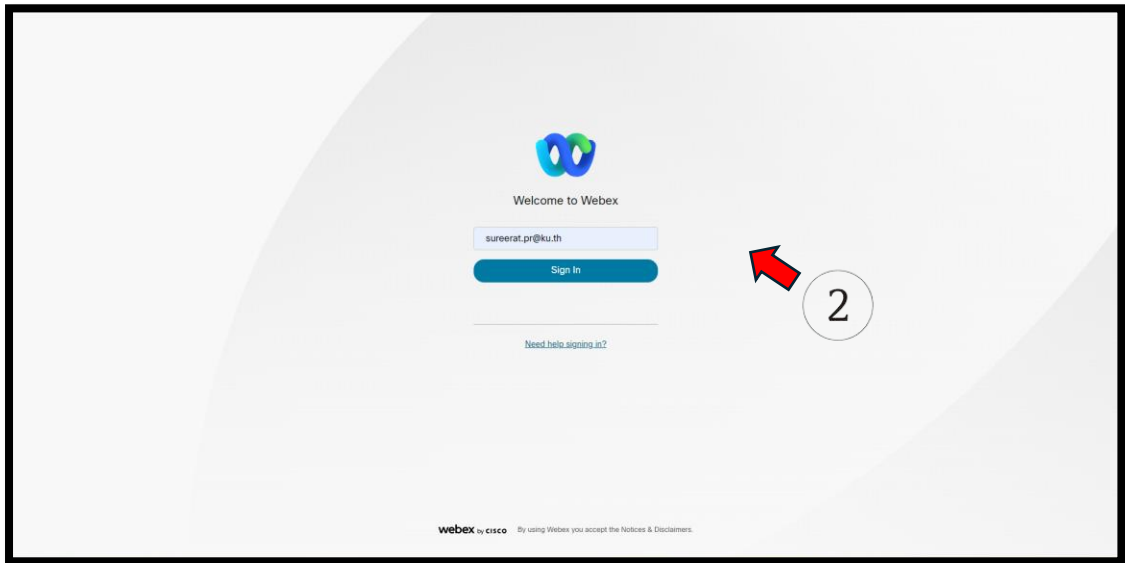 Welcome to Webex
sureerat.pr@ku.th
Sign In
2
Need help signing in?
webex by CISCO By using Webex you accept the Notices & Disclaimers.